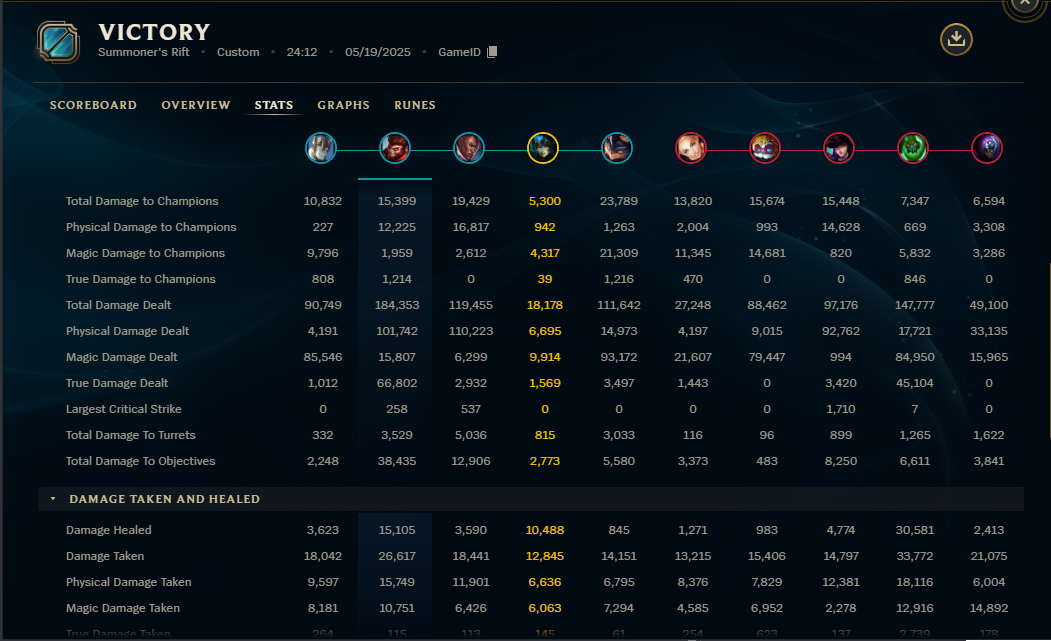 VICTORY
Summoner's Rift • Custom • 24:12 • 05/19/2025 • GameID
SCOREBOARD OVERVIEW STATS GRAPHS RUNES
Total Damage to Champions 10,832 15,399 19,429 5,300 23,789 13,820 15,674 15,448 7,347 6,594
Physical Damage to Champions 227 12,225 16,817 942 1,263 2,004 993 14,628 669 3,308
Magic Damage to Champions 9,796 1,959 2,612 4,317 21,309 11,345 14,681 820 5,832 3,286
True Damage to Champions 808 1,214 0 39 1,216 470 0 0 846 0
Total Damage Dealt 90,749 184,353 119,455 18,178 111,642 27,248 88,462 97,176 147,777 49,100
Physical Damage Dealt 4,191 101,742 110,223 6,695 14,973 4,197 9,015 92,762 17,721 33,135
Magic Damage Dealt 85,546 15,807 6,299 9,914 93,172 21,607 79,447 994 84,950 15,965
True Damage Dealt 1,012 66,802 2,932 1,569 3,497 1,443 0 3,420 45,104 0
Largest Critical Strike 0 258 537 0 0 0 0 1,710 7 0
Total Damage To Turrets 332 3,529 5,036 815 3,033 116 96 899 1,265 1,622
Total Damage To Objectives 2,248 38,435 12,906 2,773 5,580 3,373 483 8,250 6,611 3,841
DAMAGE TAKEN AND HEALED
Damage Healed 3,623 15,105 3,590 10,488 845 1,271 983 4,774 30,581 2,413
Damage Taken 18,042 26,617 18,441 12,845 14,151 13,215 15,406 14,797 33,772 21,075
Physical Damage Taken 9,597 15,749 11,901 6,636 6,795 8,376 7,829 12,381 18,116 6,004
Magic Damage Taken 8,181 10,751 6,426 6,063 7,294 4,585 6,952 2,278 12,916 14,892
True Damage Taken 264 115 113 145 61 254 623 137 2,739 178